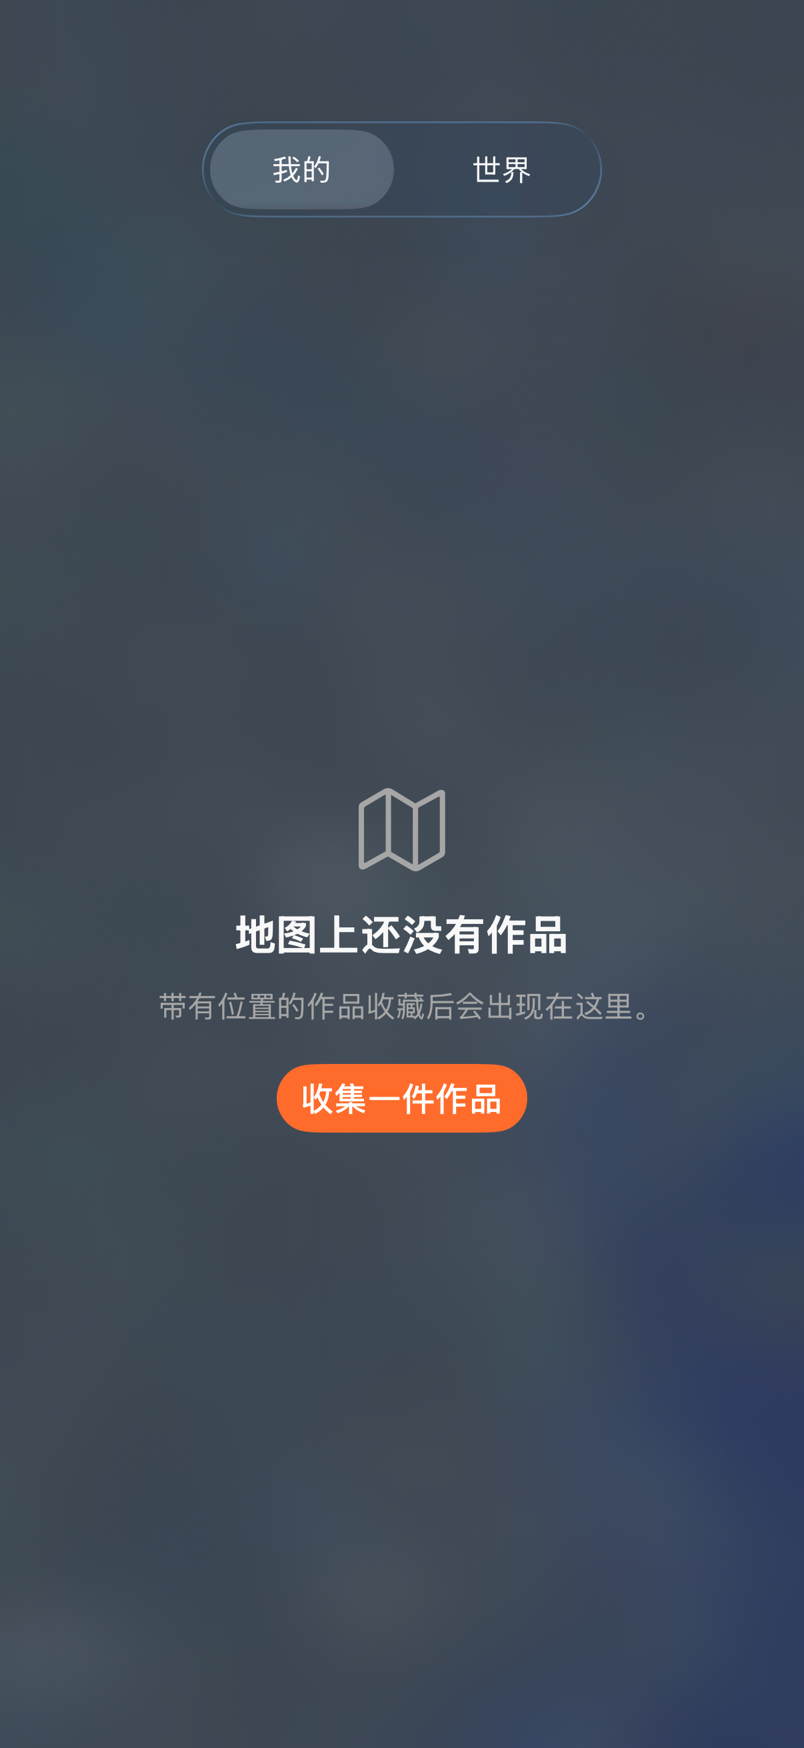 我的
世界
地图上还没有作品
带有位置的作品收藏后会出现在这里。
收集一件作品